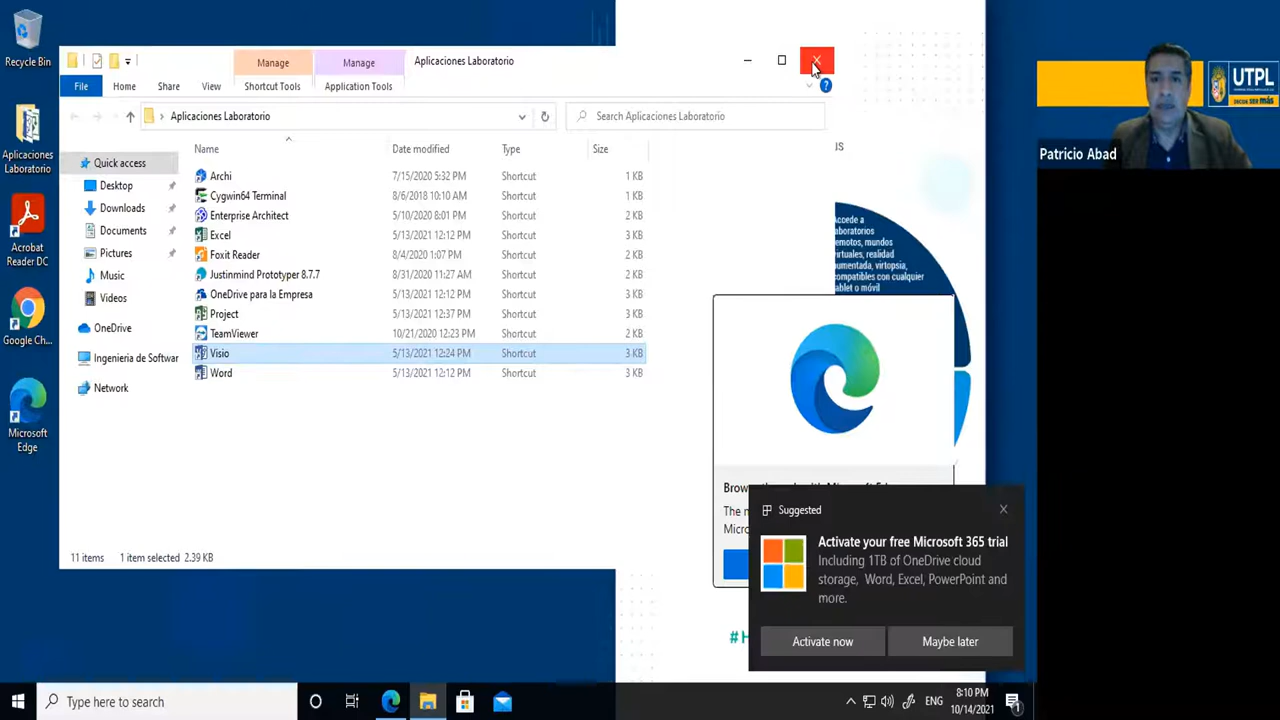 Recycle Bin
Aplicaciones
Laboratorio
Acrobat
Reader DC
Google Ch...
Microsoft
Edge
Manage
Manage
Aplicaciones Laboratorio
File
Home
Share
View
Shortcut Tools
Application Tools
Aplicaciones Laboratorio
Search Aplicaciones Laboratorio
Quick access
Desktop
Downloads
Documents
Pictures
Music
Videos
OneDrive
Ingenieria de Softwar
Network
Name Date modified Type Size
Archi 7/15/2020 5:32 PM Shortcut 1 KB
Cygwin64 Terminal 8/6/2018 10:10 AM Shortcut 1 KB
Enterprise Architect 5/10/2020 8:01 PM Shortcut 2 KB
Excel 5/13/2021 12:12 PM Shortcut 3 KB
Foxit Reader 8/4/2020 1:07 PM Shortcut 2 KB
Justinmind Prototyper 8.7.7 8/31/2020 11:27 AM Shortcut 2 KB
OneDrive para la Empresa 5/13/2021 12:12 PM Shortcut 3 KB
Project 5/13/2021 12:37 PM Shortcut 3 KB
TeamViewer 10/21/2020 12:23 PM Shortcut 2 KB
Visio 5/13/2021 12:24 PM Shortcut 3 KB
Word 5/13/2021 12:12 PM Shortcut 3 KB
11 items 1 item selected 2.39 KB
US
Accede a
laboratorios
remotos, mundos
virtuales, realidad
aumentada, virtopsia,
compatibles con cualquier
tablet o móvil
The n
Micro
Suggested
Activate your free Microsoft 365 trial
Including 1TB of OneDrive cloud
storage, Word, Excel, PowerPoint and
more.
Activate now
Maybe later
#H
Type here to search
ENG
8:10 PM
10/14/2021
1
UTPL
DECIDE SER MÁS
Patricio Abad